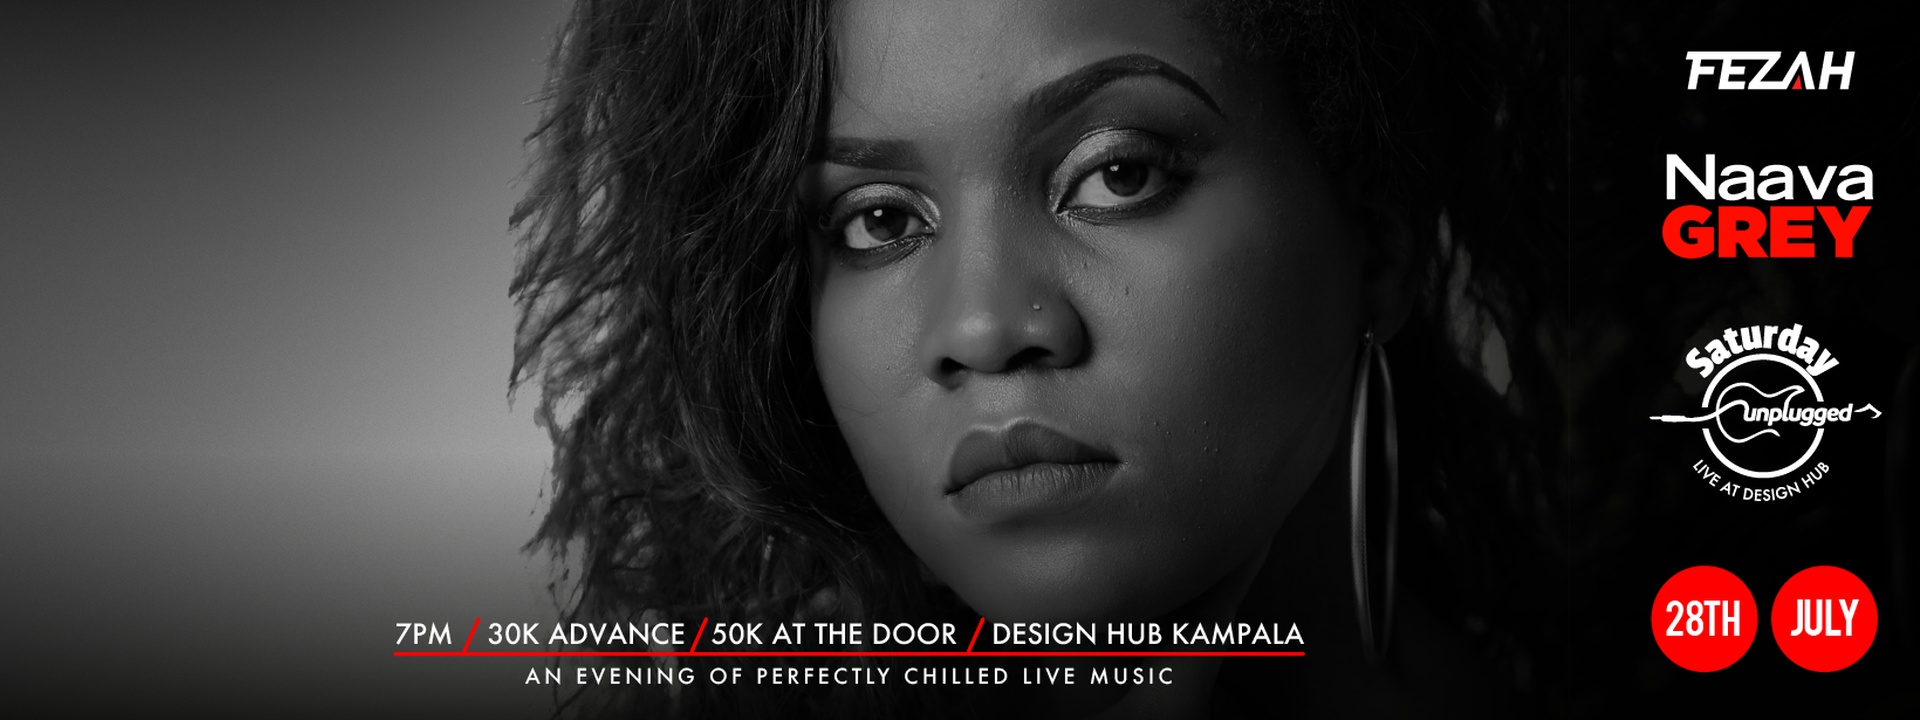 FEZAH
Naava
GREY
Saturday
unplugged
LIVE AT DESIGN HUB
28TH JULY
7PM / 30K ADVANCE / 50K AT THE DOOR / DESIGN HUB KAMPALA
AN EVENING OF PERFECTLY CHILLED LIVE MUSIC